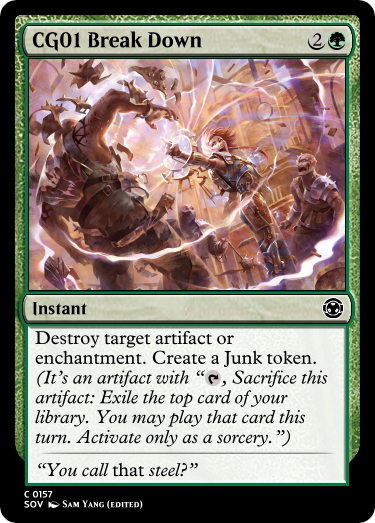 CG01 Break Down 2
Instant
Destroy target artifact or
enchantment. Create a Junk token.
(It's an artifact with “, Sacrifice this
artifact: Exile the top card of your
library. You may play that card this
turn. Activate only as a sorcery.”)
“You call that steel?”
C 0157
SOV Sam Yang (edited)